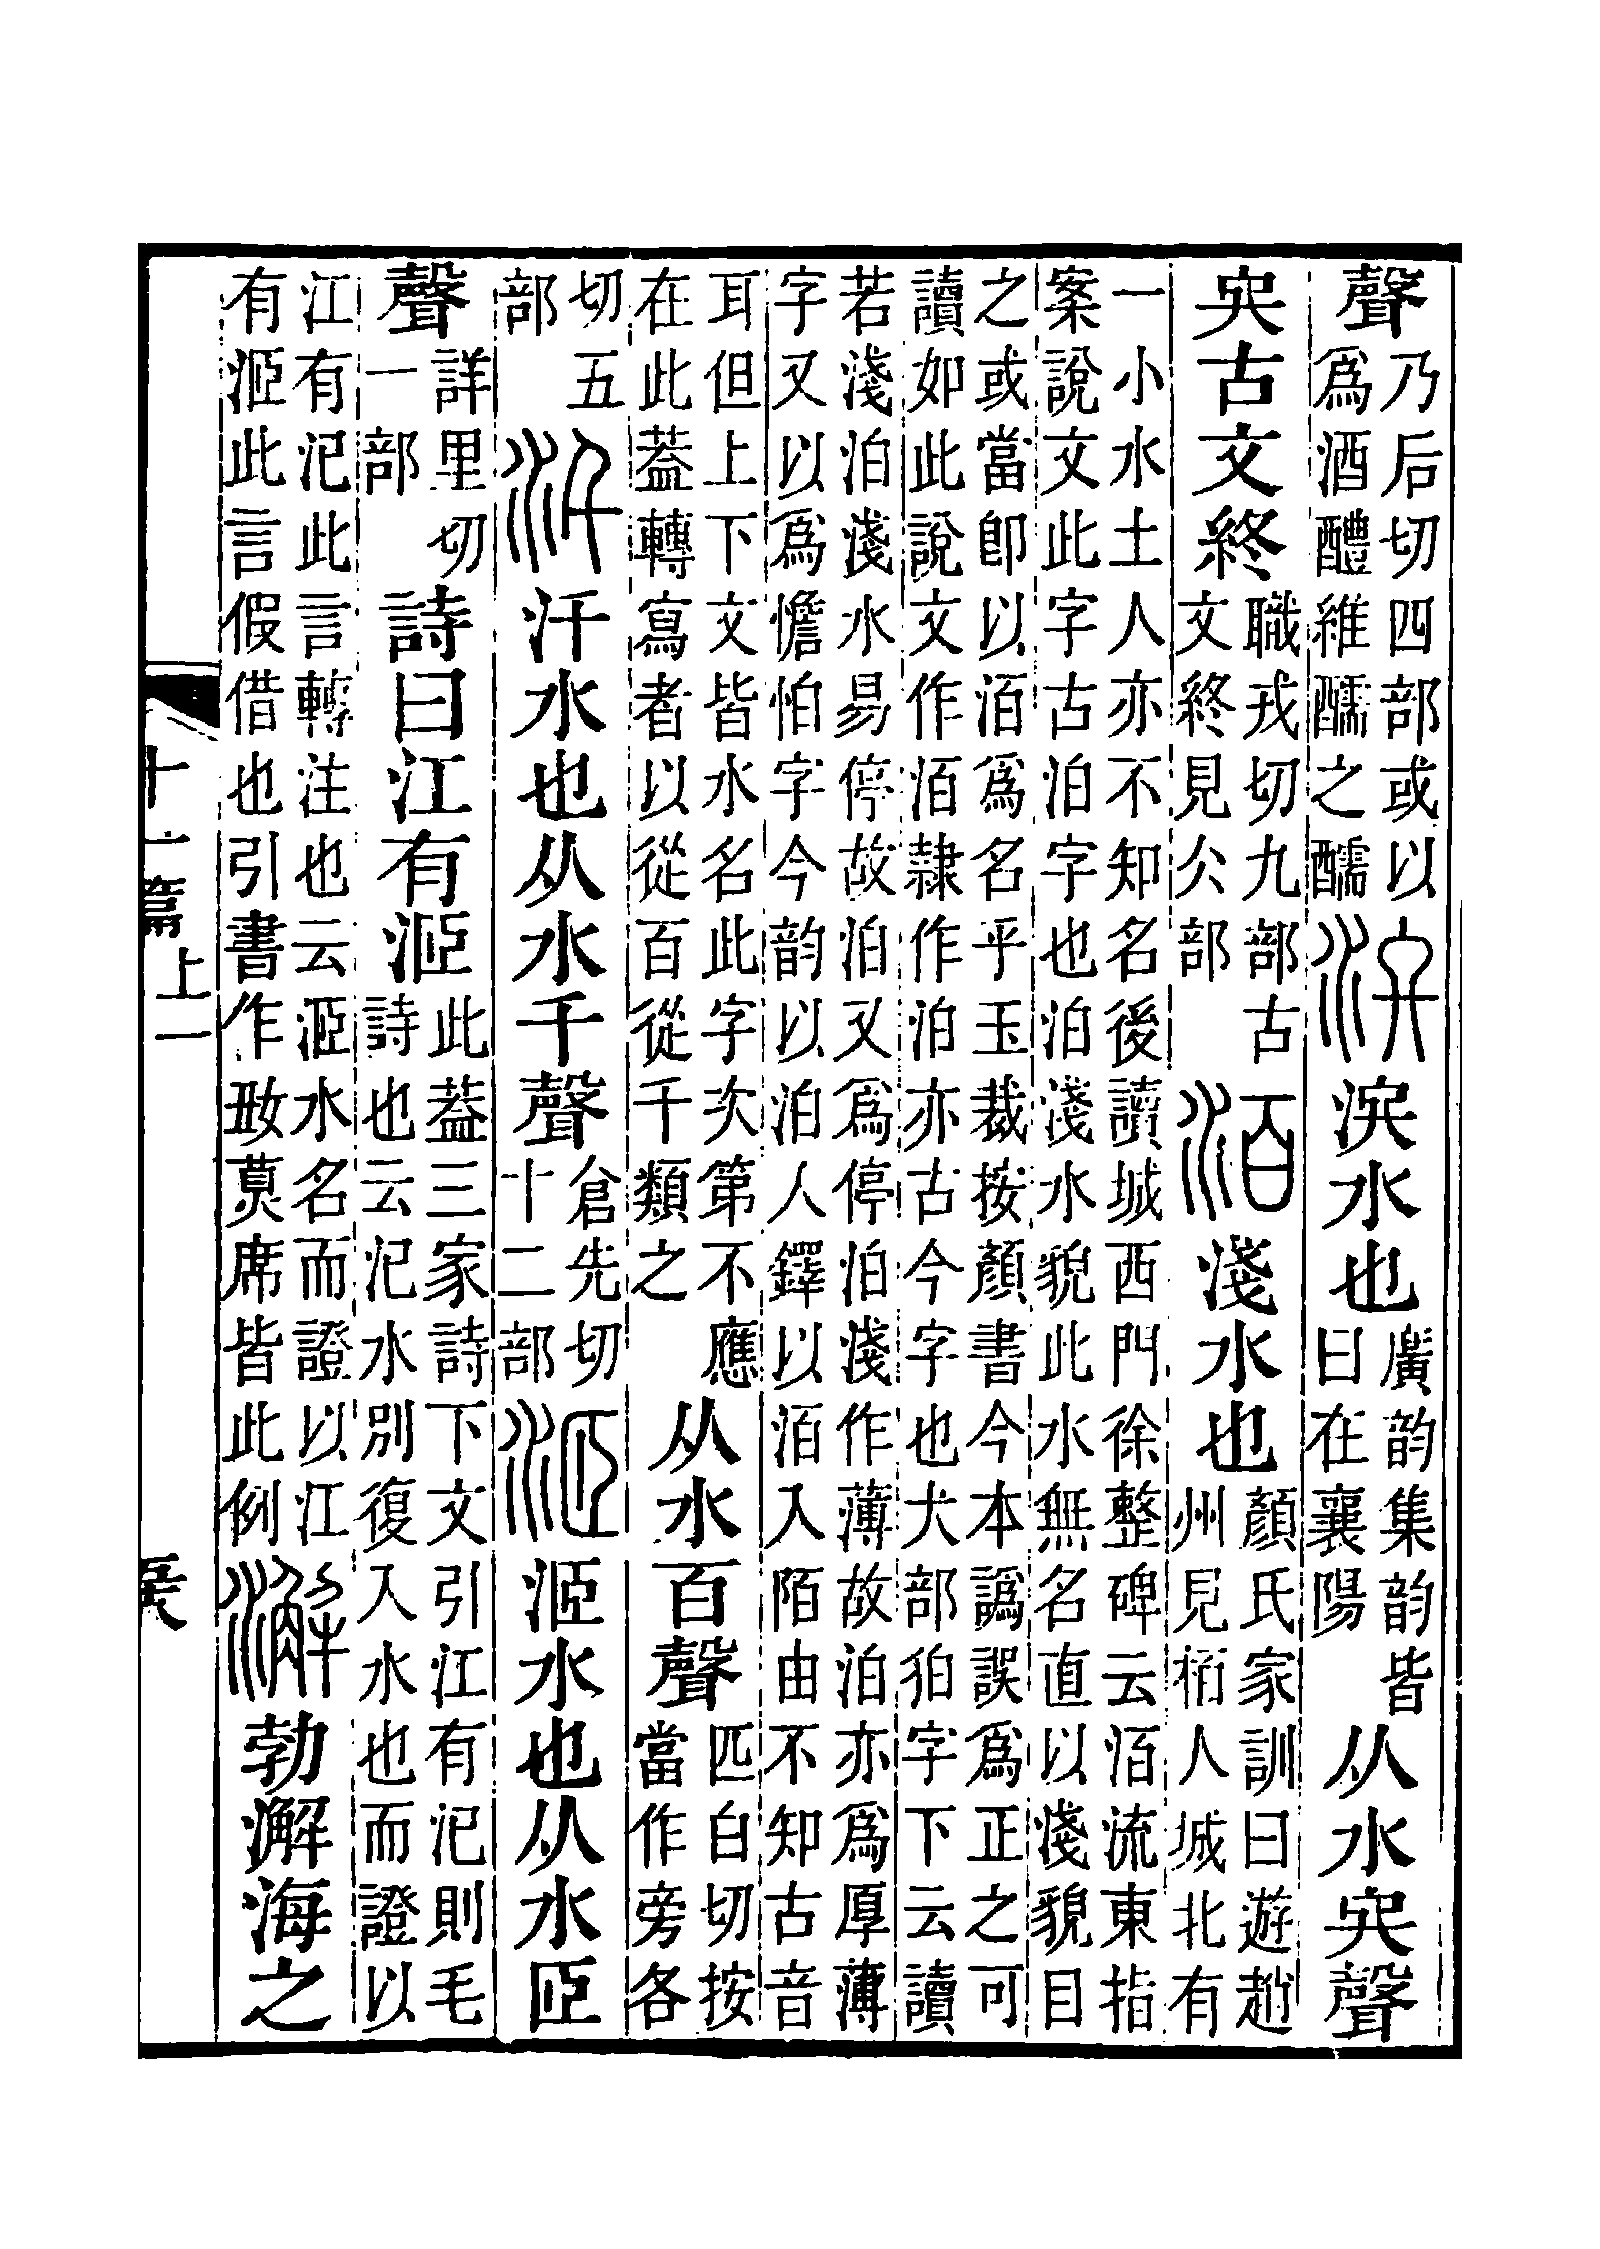 聲乃后切四部或以爲酒醴維醹之醹水也廣韵集韵皆曰在襄陽从水聲
古文終職戎切九部古文終見公部洦淺水也顏氏家訓曰遊趙州見柏人城北有
一小水土人亦不知名後讀城西門徐整碑云洦流東指案說文此字古泊字也泊淺水貌此水無名直以淺貌目
之或當卽以洦爲名乎玉裁按顏書今本譌誤爲正之可讀如此說文作洦隷作泊亦古今字也犬部狛字下云讀
若淺泊淺水易停故泊又爲停泊淺作薄故泊亦爲厚薄字又以爲憺怕字今韵以泊人鐸以洦入陌由不知古音
耳但上下文皆水名此字次第不應在此葢轉寫者以從百從千類之从水百聲匹白切按當作旁各
切五部汘汘水也从水千聲倉先切十二部洍洍水也从水𦣝
聲詳里切一部詩曰江有洍此葢三家詩下文引江有汜則毛詩也云汜水別復入水也而證以
江有汜此言轉注也云洍水名而證以江有洍此言假借也引書作𡚽莫席皆此例澥勃澥海之
十一篇上一